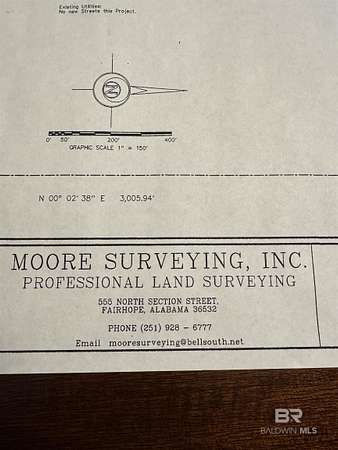 Existing Utilities:
No new Streets this Project.
N
0' 50' 200' 400'
GRAPHIC SCALE 1" = 150'
N 00° 02' 38" E 3,005.94'
MOORE SURVEYING, INC.
PROFESSIONAL LAND SURVEYING
555 NORTH SECTION STREET,
FAIRHOPE, ALABAMA 36532
PHONE (251) 928 - 6777
Email mooresurveying@bellsouth.net
BR
BALDWIN MLS